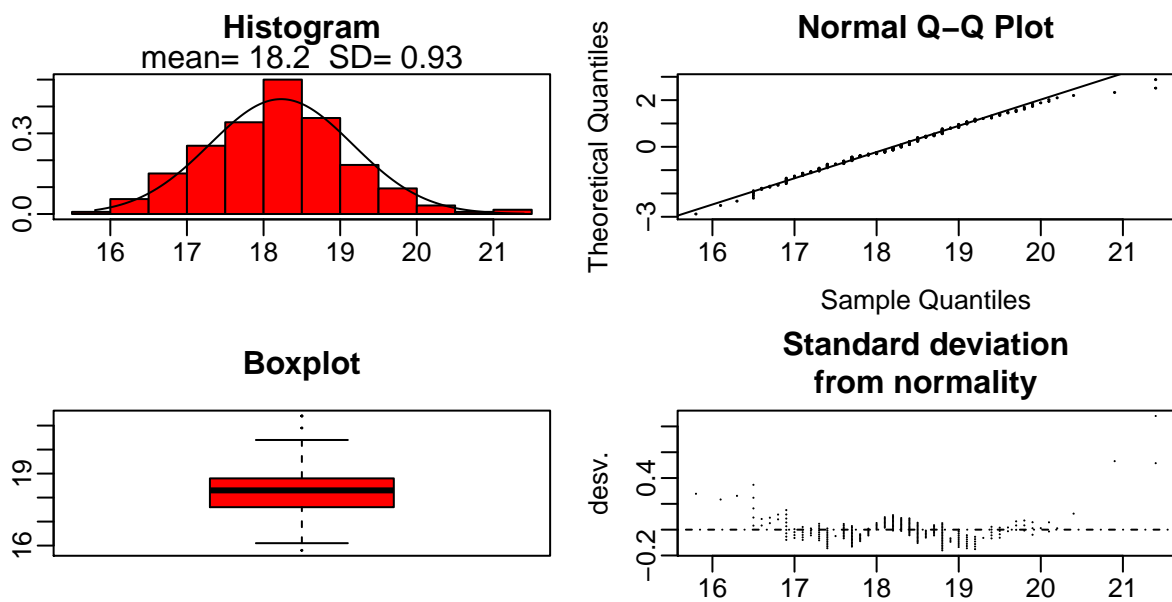 Histogram
mean= 18.2 SD= 0.93
0.0 0.3
16 17 18 19 20 21
Normal Q−Q Plot
Theoretical Quantiles
−3 0 2
16 17 18 19 20 21
Sample Quantiles
Boxplot
16 19
Standard deviation
from normality
desv.
−0.2 0.4
16 17 18 19 20 21